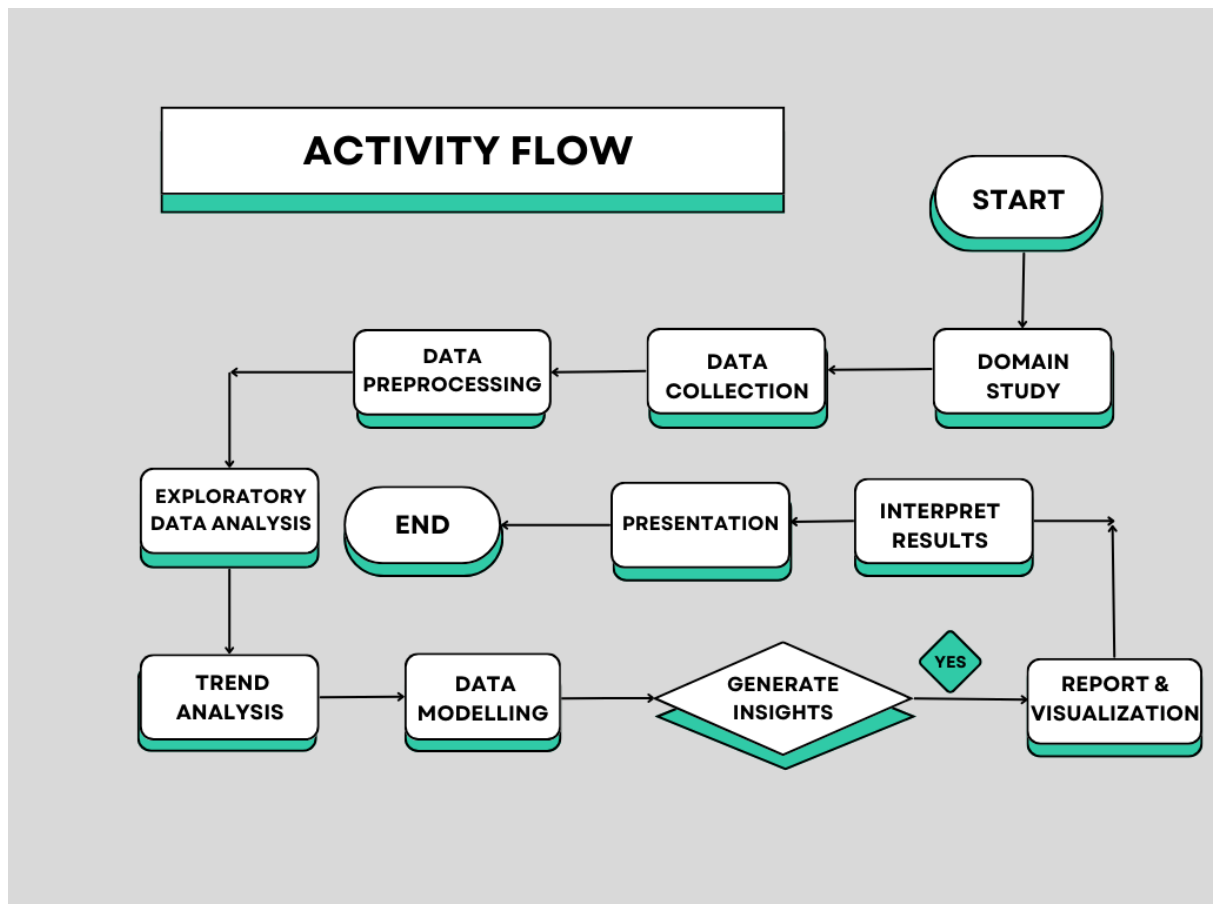 ACTIVITY FLOW
START
DOMAIN
STUDY
DATA
COLLECTION
DATA
PREPROCESSING
EXPLORATORY
DATA ANALYSIS
TREND
ANALYSIS
DATA
MODELLING
GENERATE
INSIGHTS
YES
REPORT &
VISUALIZATION
INTERPRET
RESULTS
PRESENTATION
END